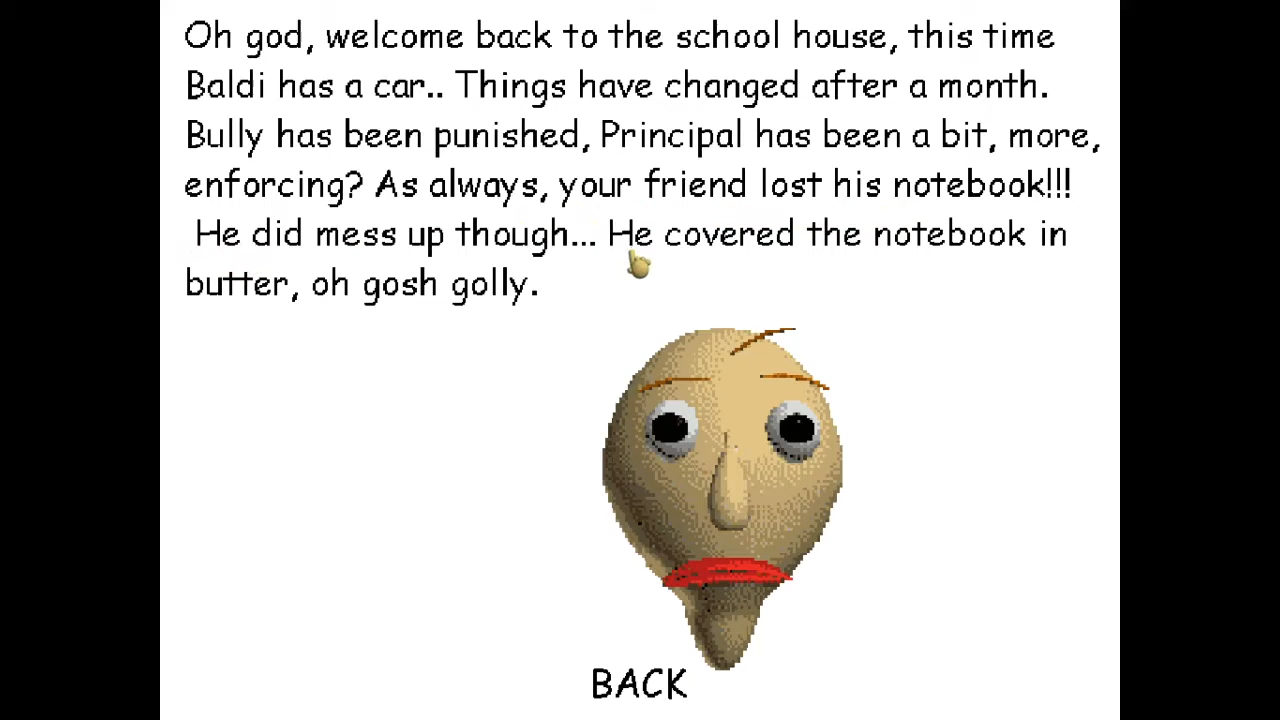 Oh god, welcome back to the school house, this time
Baldi has a car.. Things have changed after a month.
Bully has been punished, Principal has been a bit, more,
enforcing? As always, your friend lost his notebook!!!
He did mess up though... He covered the notebook in
butter, oh gosh golly.
BACK